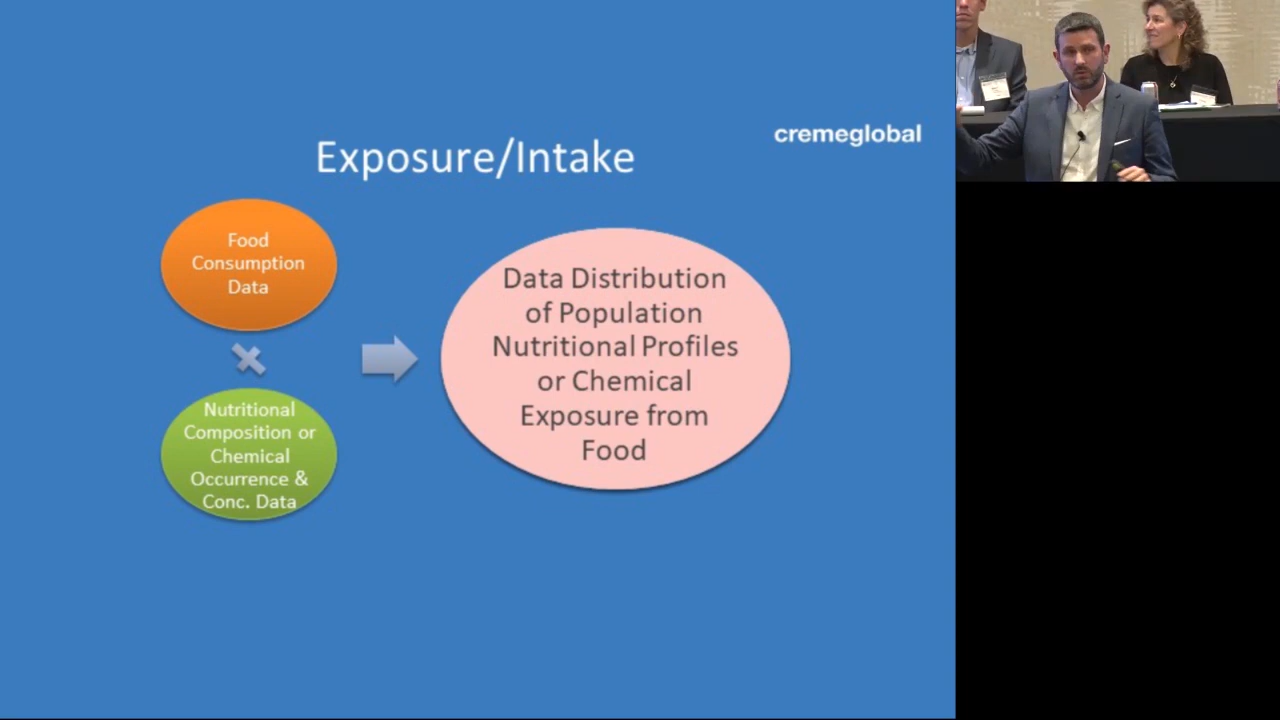 cremeglobal
Exposure/Intake
Food
Consumption
Data
Nutritional
Composition or
Chemical
Occurrence &
Conc. Data
Data Distribution
of Population
Nutritional Profiles
or Chemical
Exposure from
Food